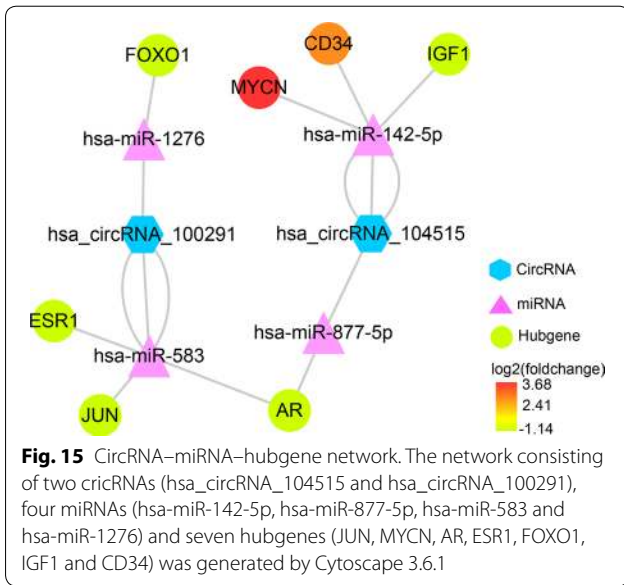 FOXO1
CD34
IGF1
MYCN
hsa-miR-1276
hsa-miR-142-5p
hsa_circRNA_100291
hsa_circRNA_104515
CircRNA
miRNA
Hubgene
ESR1
hsa-miR-583
hsa-miR-877-5p
JUN
AR
log2(foldchange)
3.68
2.41
-1.14
Fig. 15 CircRNA–miRNA–hubgene network. The network consisting
of two cricRNAs (hsa_circRNA_104515 and hsa_circRNA_100291),
four miRNAs (hsa-miR-142-5p, hsa-miR-877-5p, hsa-miR-583 and
hsa-miR-1276) and seven hubgenes (JUN, MYCN, AR, ESR1, FOXO1,
IGF1 and CD34) was generated by Cytoscape 3.6.1